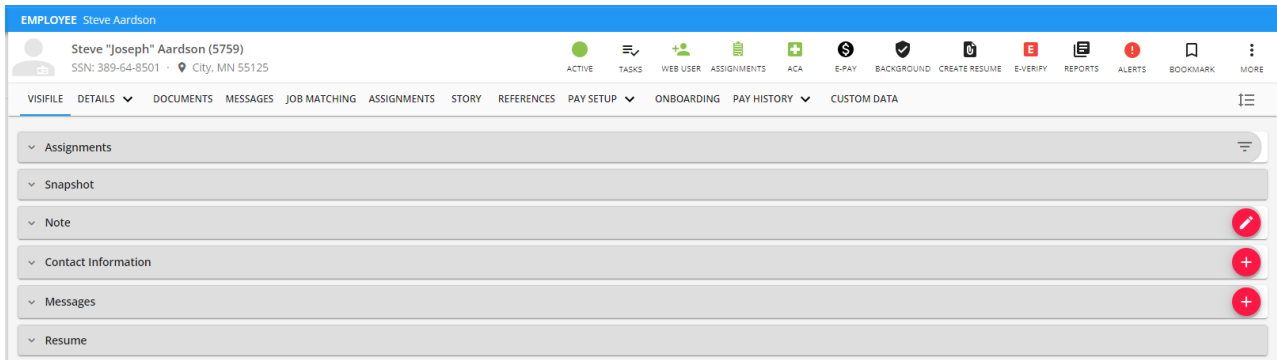 EMPLOYEE Steve Aardson
Steve "Joseph" Aardson (5759)
SSN: 389-64-8501 · City, MN 55125
ACTIVE TASKS WEB USER ASSIGNMENTS ACA E-PAY BACKGROUND CREATE RESUME E-VERIFY REPORTS ALERTS BOOKMARK MORE
VISIFILE DETAILS DOCUMENTS MESSAGES JOB MATCHING ASSIGNMENTS STORY REFERENCES PAY SETUP ONBOARDING PAY HISTORY CUSTOM DATA
Assignments
Snapshot
Note
Contact Information
Messages
Resume